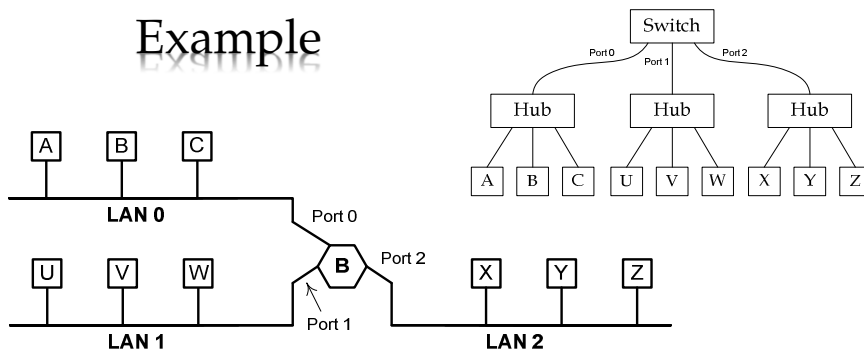 Example
Switch
Port 0
Port 1
Port 2
Hub Hub Hub
A B C U V W X Y Z
A B C
LAN 0
Port 0
B
Port 2
Port 1
U V W
LAN 1
X Y Z
LAN 2